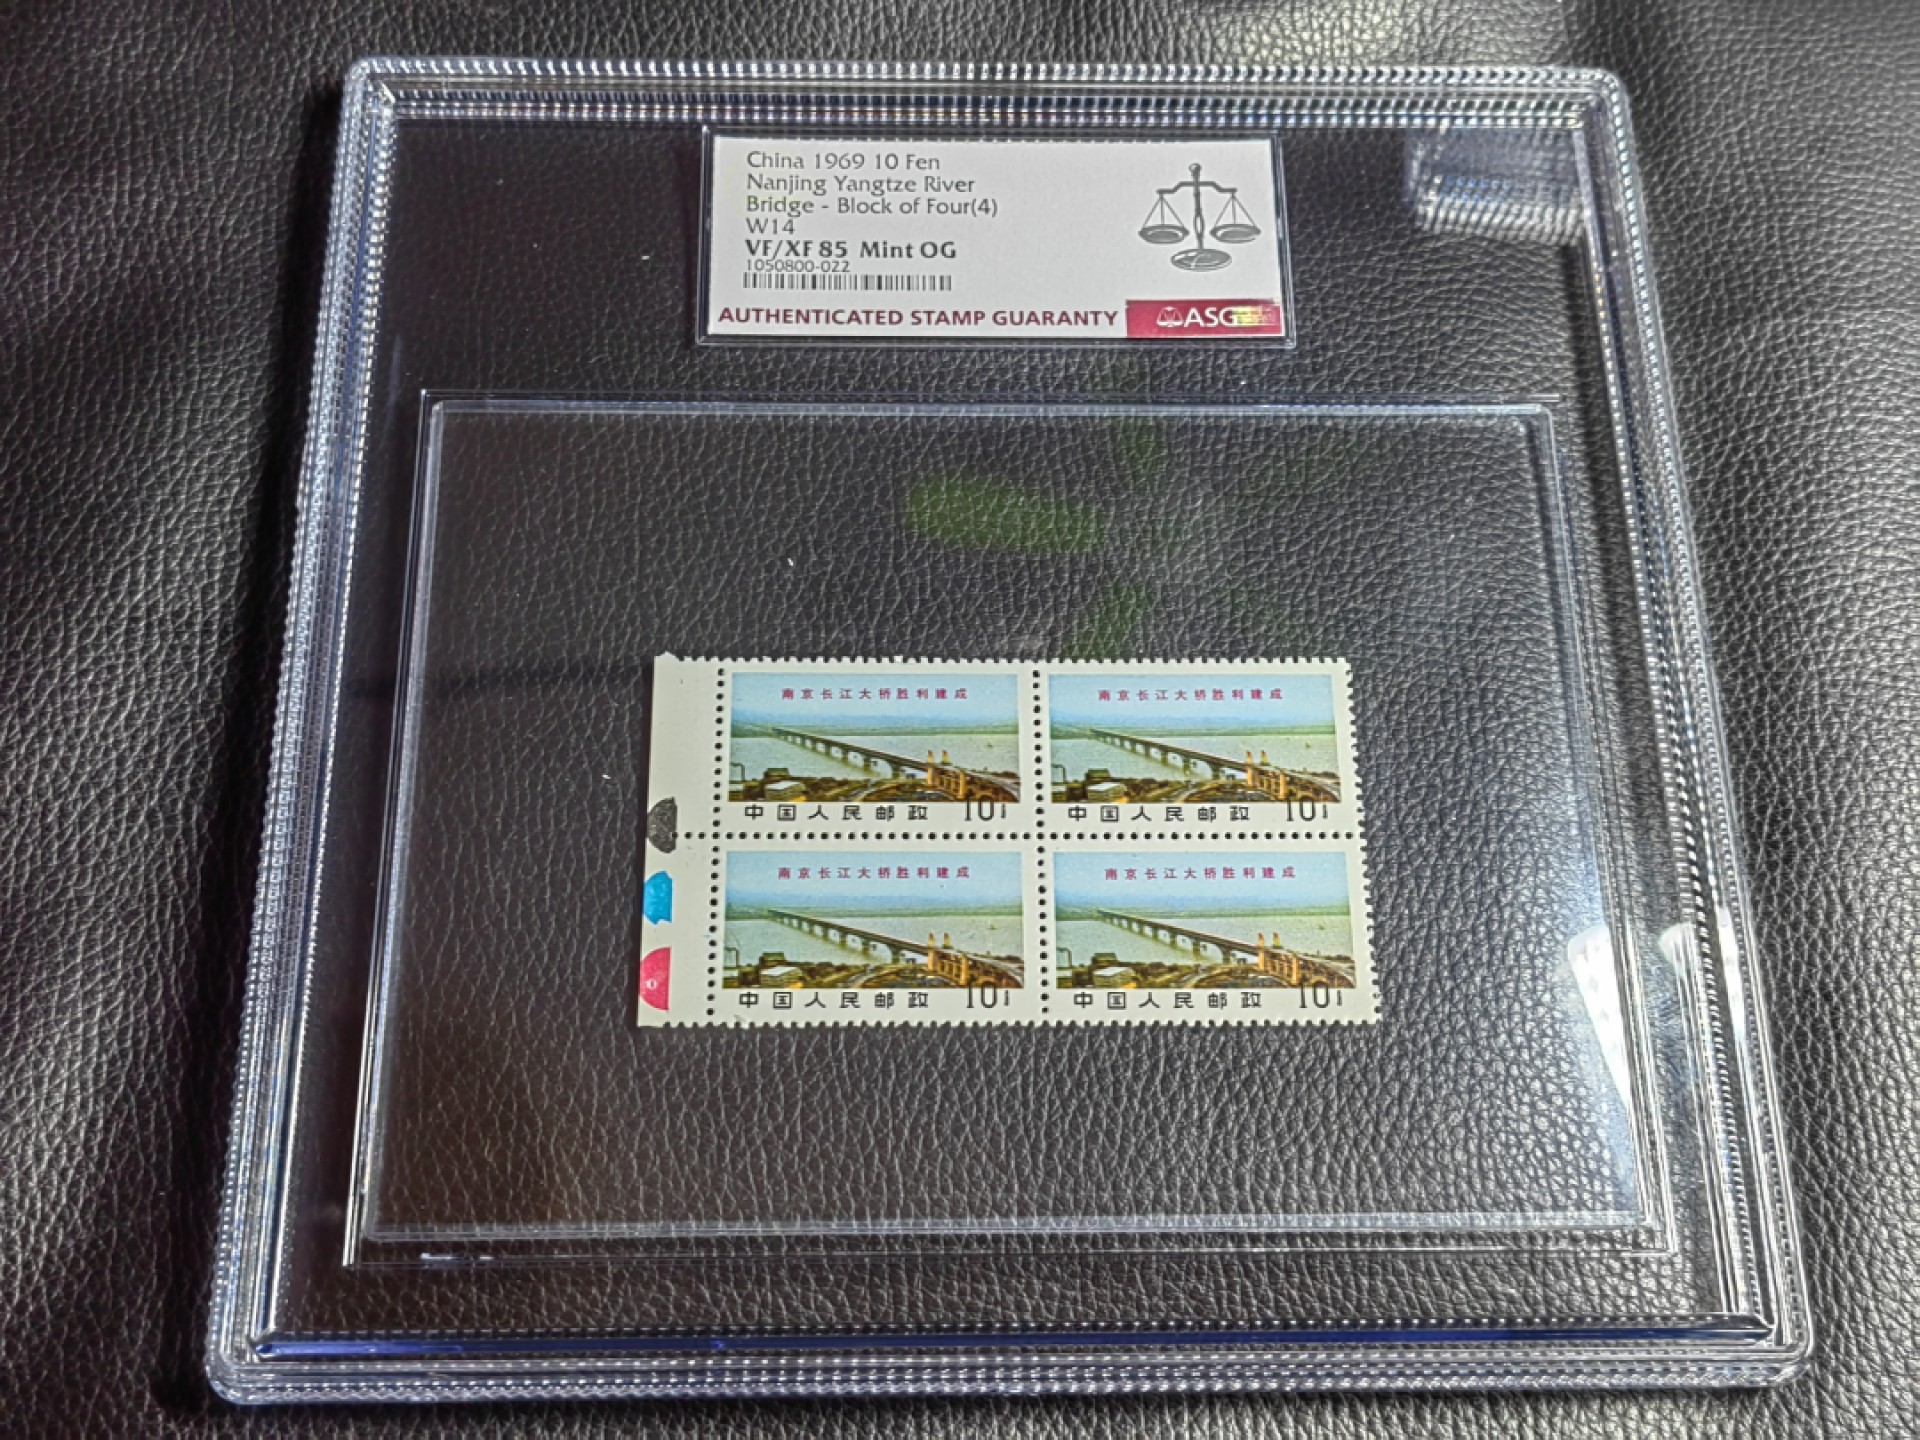 China 1969 10 Fen
Nanjing Yangtze River
Bridge - Block of Four(4)
W14
VF/XF 85 Mint OG
1050800-022
AUTHENTICATED STAMP GUARANTY
ASG
南京长江大桥胜利建成
中国人民邮政 10
南京长江大桥胜利建成
中国人民邮政 10
南京长江大桥胜利建成
中国人民邮政 10
南京长江大桥胜利建成
中国人民邮政 10